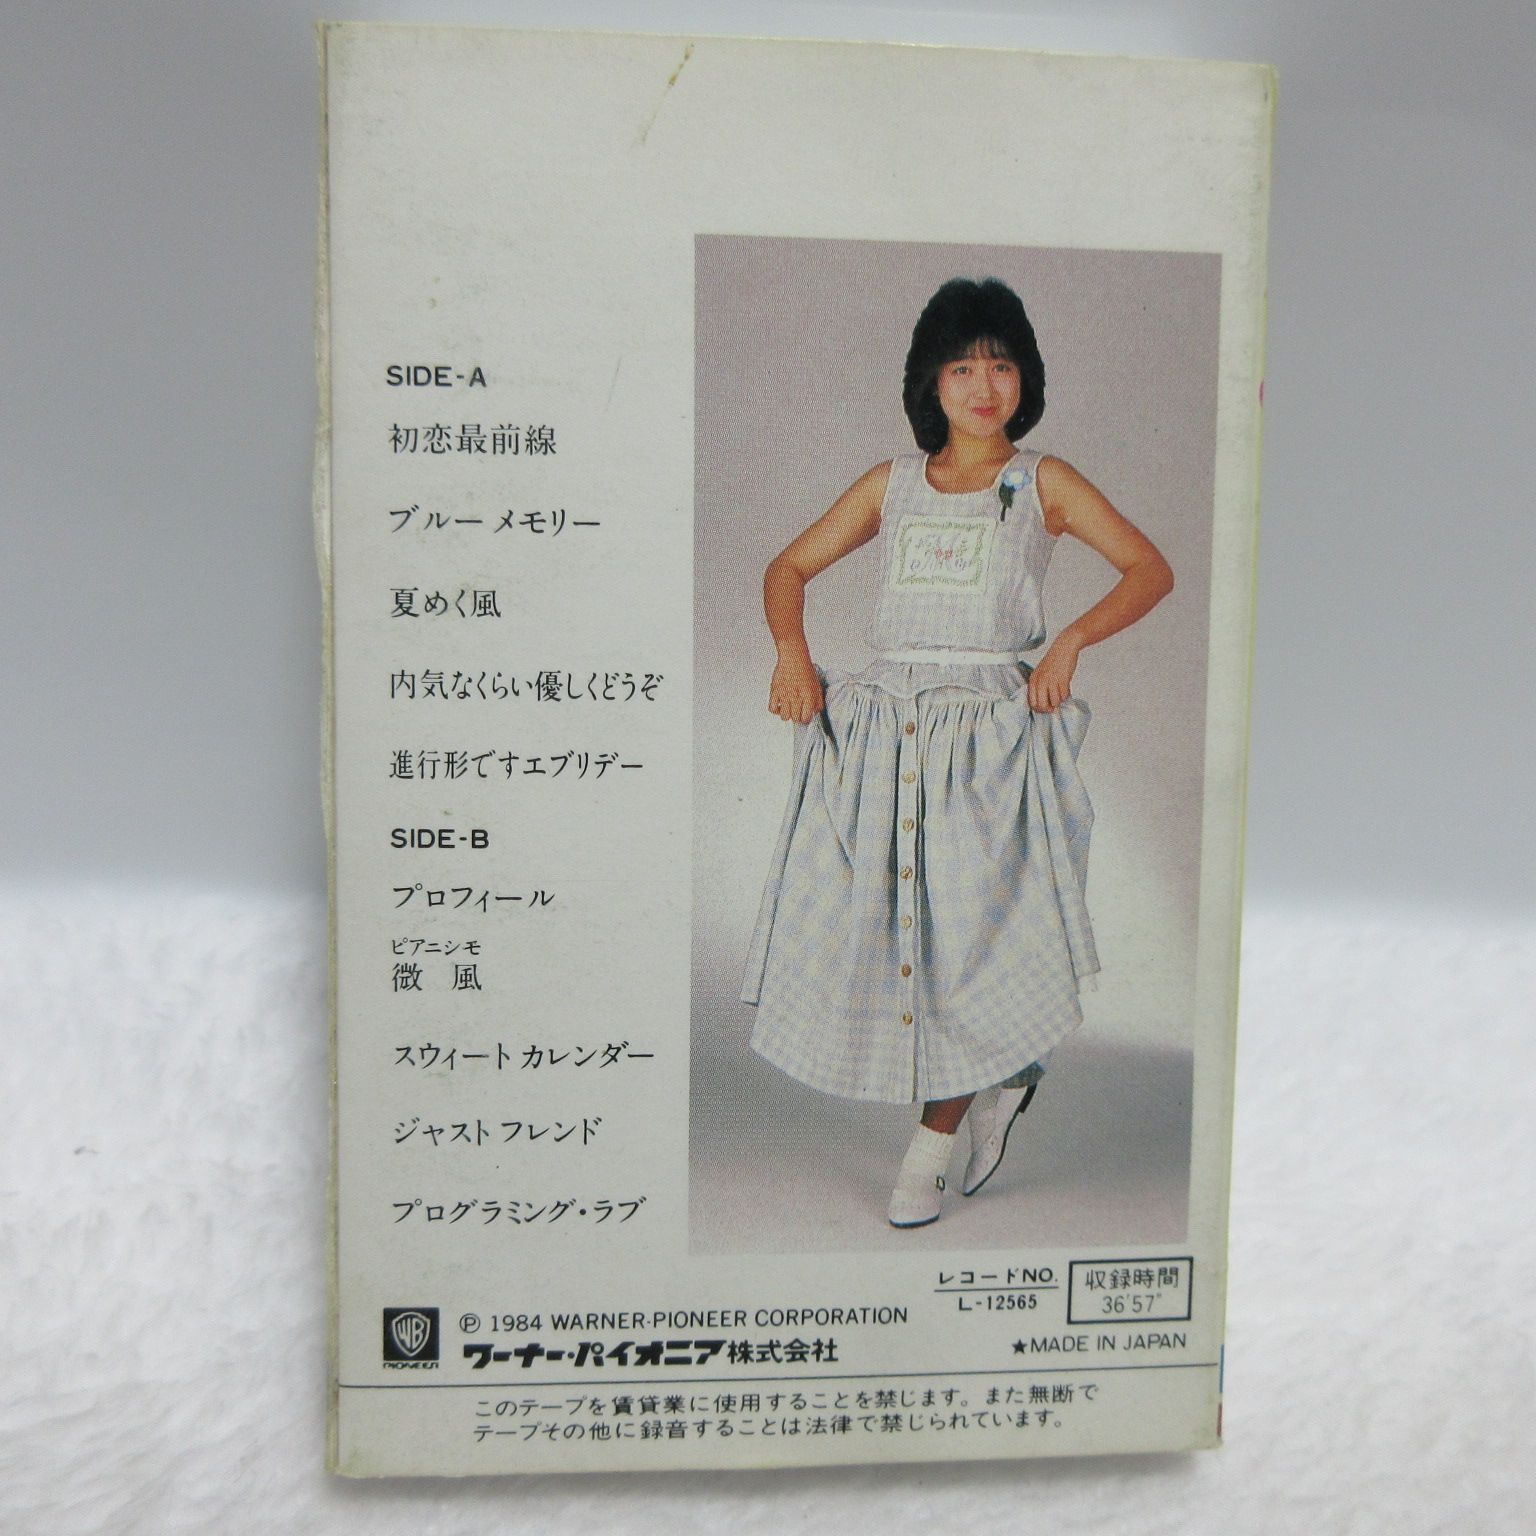 SIDE-A
初恋最前線
ブルー メモリー
夏めく風
内気なくらい優しくどうぞ
進行形ですエブリデー
SIDE-B
プロフィール
ピアニシモ
微 風
スウィート カレンダー
ジャスト フレンド
プログラミング・ラブ
レコードNO.
L-12565
収録時間
36'57"
WB
PIONEER
Ⓟ 1984 WARNER-PIONEER CORPORATION
ワーナー・パイオニア株式会社
★MADE IN JAPAN
このテープを賃貸業に使用することを禁じます。また無断で
テープその他に録音することは法律で禁じられています。